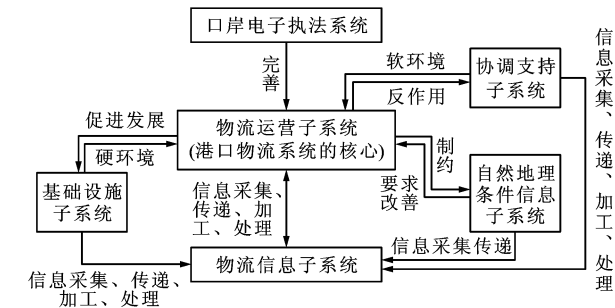 口岸电子执法系统
完善
软环境
反作用
协调支持
子系统
信息采集、传递、加工、处理
促进发展
硬环境
物流运营子系统
(港口物流系统的核心)
制约
要求
改善
自然地理
条件信息
子系统
基础设施
子系统
信息采集、
传递、加
工、处理
信息采集传递
物流信息子系统
信息采集、传递、
加工、处理